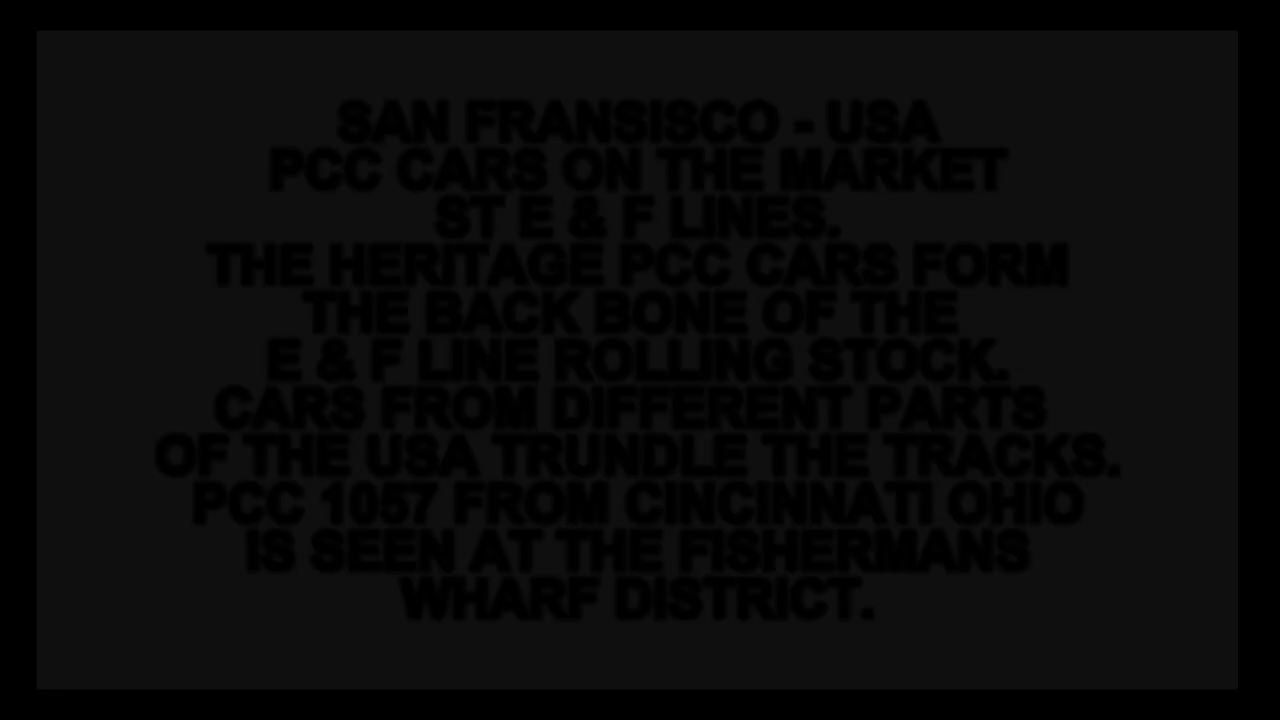 SAN FRANSISCO - USA
PCC CARS ON THE MARKET
ST E & F LINES.
THE HERITAGE PCC CARS FORM
THE BACK BONE OF THE
E & F LINE ROLLING STOCK.
CARS FROM DIFFERENT PARTS
OF THE USA TRUNDLE THE TRACKS.
PCC 1057 FROM CINCINNATI OHIO
IS SEEN AT THE FISHERMANS
WHARF DISTRICT.